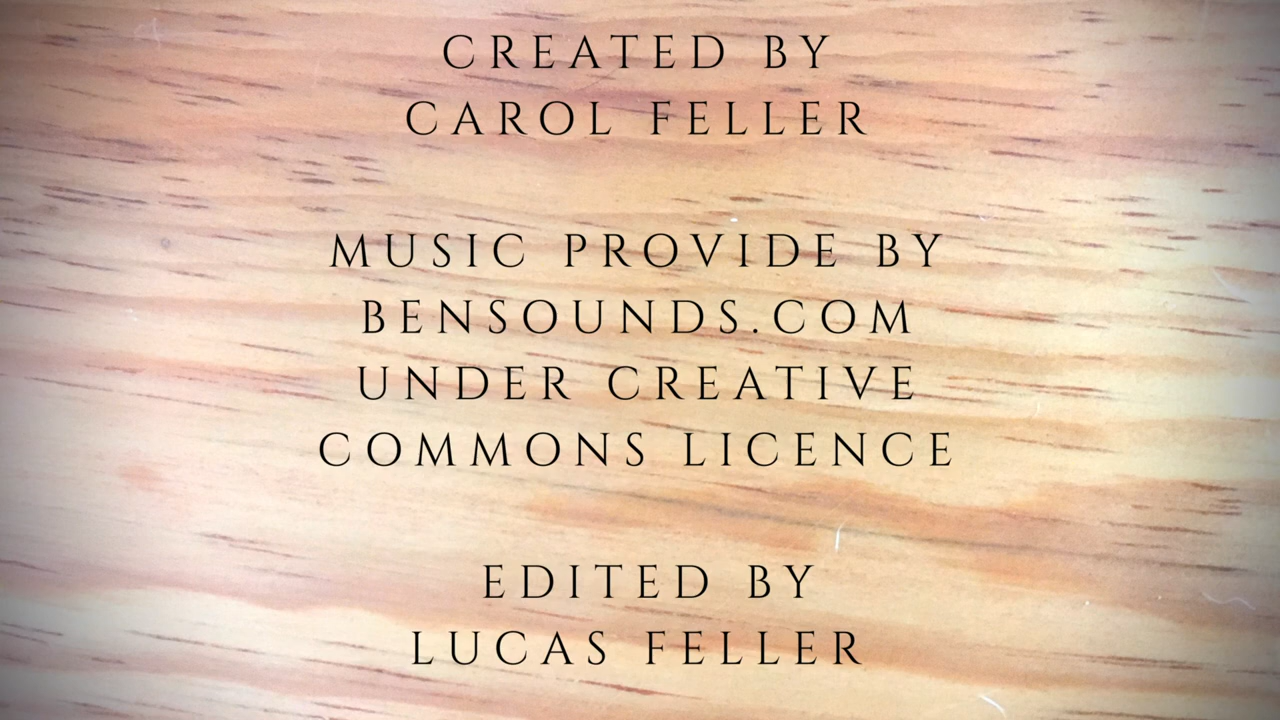 CREATED BY
CAROL FELLER
MUSIC PROVIDE BY
BENSOUNDS.COM
UNDER CREATIVE
COMMONS LICENCE
EDITED BY
LUCAS FELLER